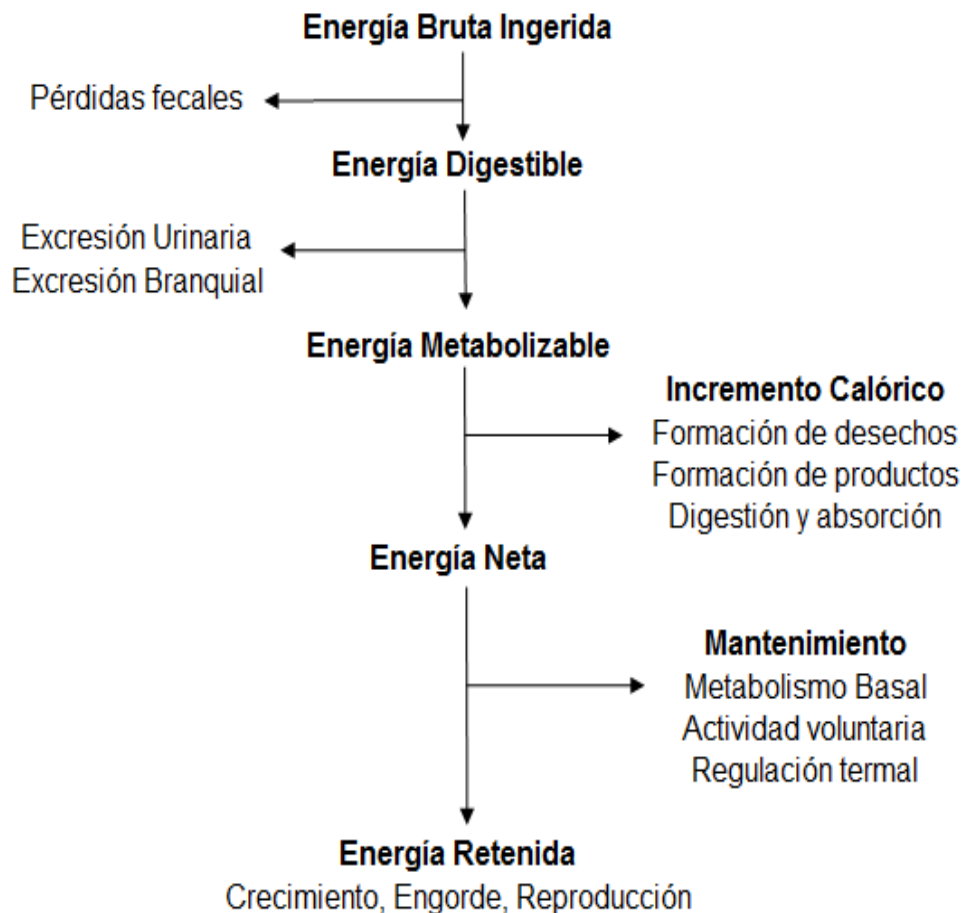 Energía Bruta Ingerida
Pérdidas fecales
Energía Digestible
Excresión Urinaria
Excresión Branquial
Energía Metabolizable
Incremento Calórico
Formación de desechos
Formación de productos
Digestión y absorción
Energía Neta
Mantenimiento
Metabolismo Basal
Actividad voluntaria
Regulación termal
Energía Retenida
Crecimiento, Engorde, Reproducción